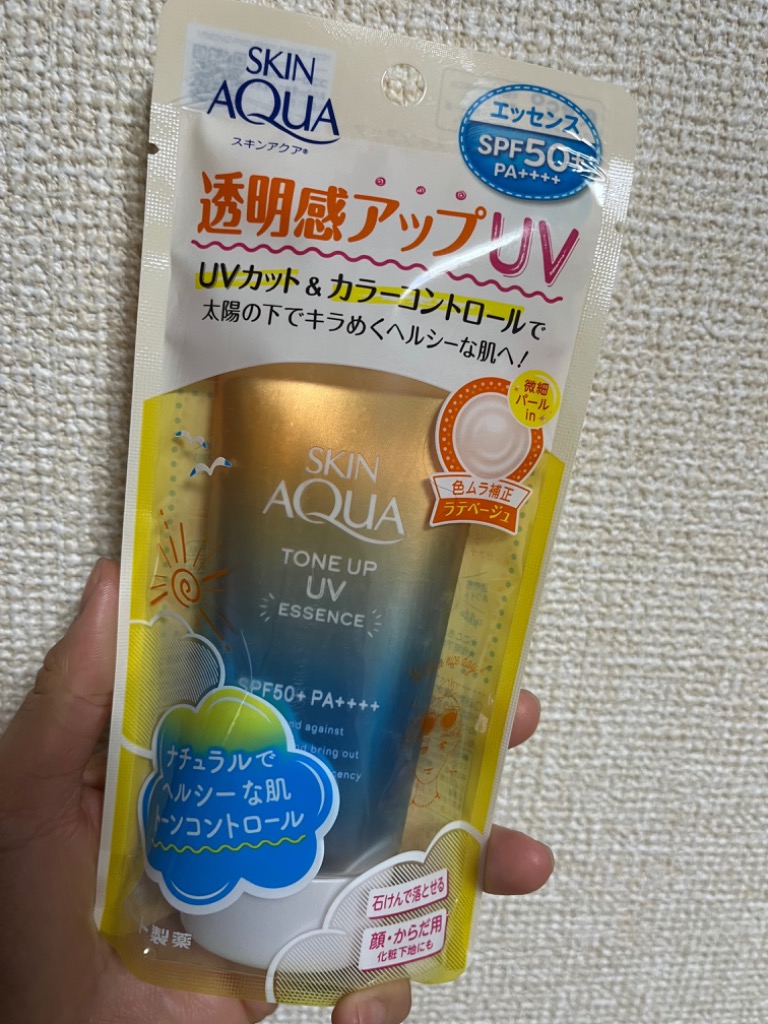 SKIN
AQUA
スキンアクア®
エッセンス
SPF50+
PA++++
透明感アップUV
UVカット&カラーコントロールで
太陽の下でキラめくヘルシーな肌へ!
微細
パール
in
色ムラ補正
ラテベージュ
SKIN
AQUA
TONE UP
UV
ESSENCE
SPF50+ PA++++
against
bring out
ナチュラルで
ヘルシーな肌
トーンコントロール
石けんで落とせる
顔・からだ用
化粧下地にも
製薬